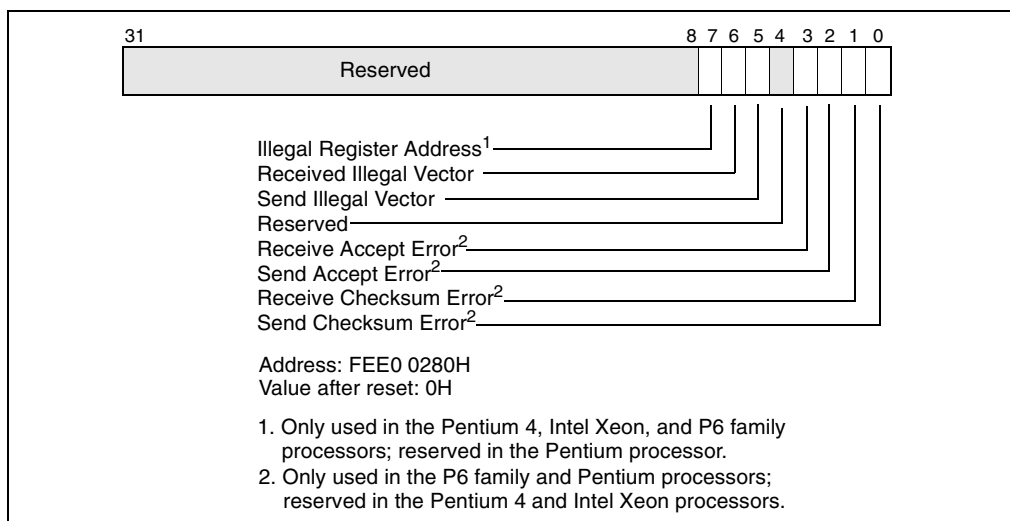 31 8 7 6 5 4 3 2 1 0
Reserved
Illegal Register Address1
Received Illegal Vector
Send Illegal Vector
Reserved
Receive Accept Error2
Send Accept Error2
Receive Checksum Error2
Send Checksum Error2
Address: FEE0 0280H
Value after reset: 0H
1. Only used in the Pentium 4, Intel Xeon, and P6 family
processors; reserved in the Pentium processor.
2. Only used in the P6 family and Pentium processors;
reserved in the Pentium 4 and Intel Xeon processors.